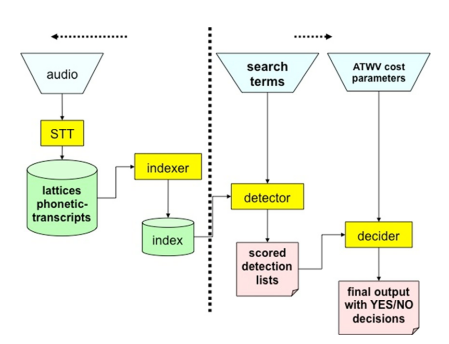 audio
STT
lattices
phonetic-
transcripts
indexer
index
search
terms
detector
scored
detection
lists
ATWV cost
parameters
decider
final output
with YES/NO
decisions